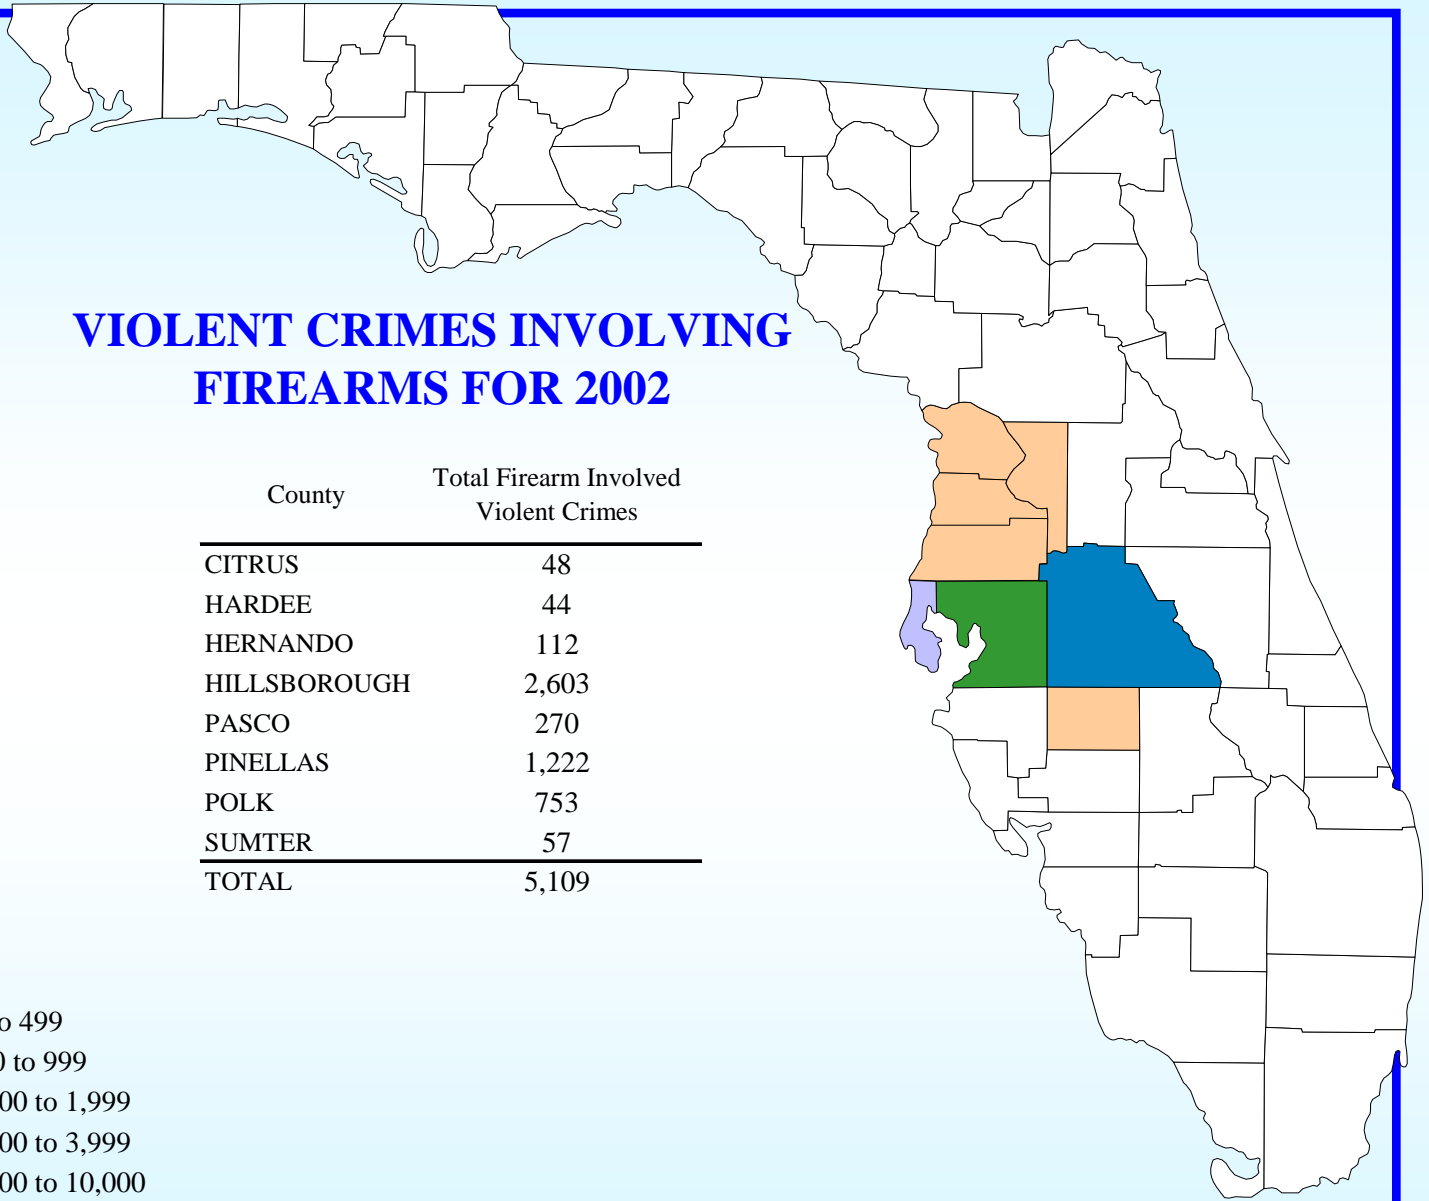 VIOLENT CRIMES INVOLVING
FIREARMS FOR 2002
County Total Firearm Involved
Violent Crimes
CITRUS 48
HARDEE 44
HERNANDO 112
HILLSBOROUGH 2,603
PASCO 270
PINELLAS 1,222
POLK 753
SUMTER 57
TOTAL 5,109
to 499
to 999
to 1,999
to 3,999
to 10,000